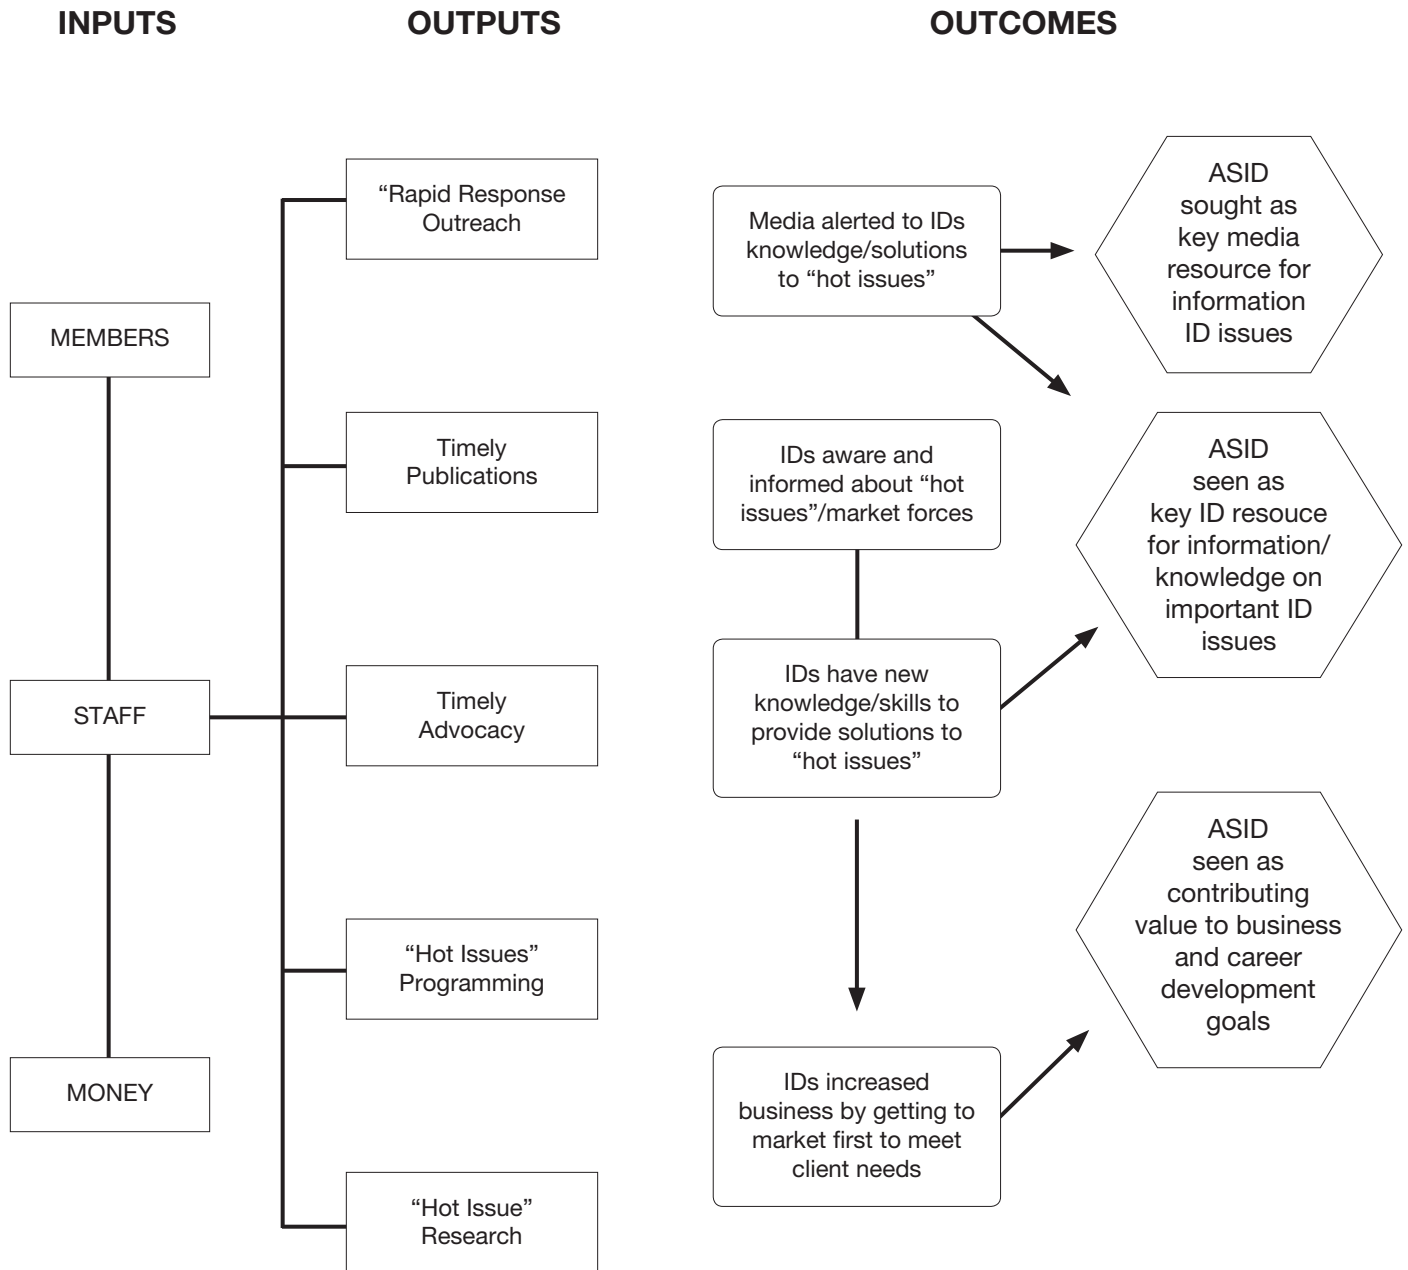 INPUTS
OUTPUTS
OUTCOMES
MEMBERS
STAFF
MONEY
“Rapid Response
Outreach
Timely
Publications
Timely
Advocacy
“Hot Issues”
Programming
“Hot Issue”
Research
Media alerted to IDs
knowledge/solutions
to “hot issues”
IDs aware and
informed about “hot
issues”/market forces
IDs have new
knowledge/skills to
provide solutions to
“hot issues”
IDs increased
business by getting to
market first to meet
client needs
ASID
sought as
key media
resource for
information
ID issues
ASID
seen as
key ID resouce
for information/
knowledge on
important ID
issues
ASID
seen as
contributing
value to business
and career
development
goals